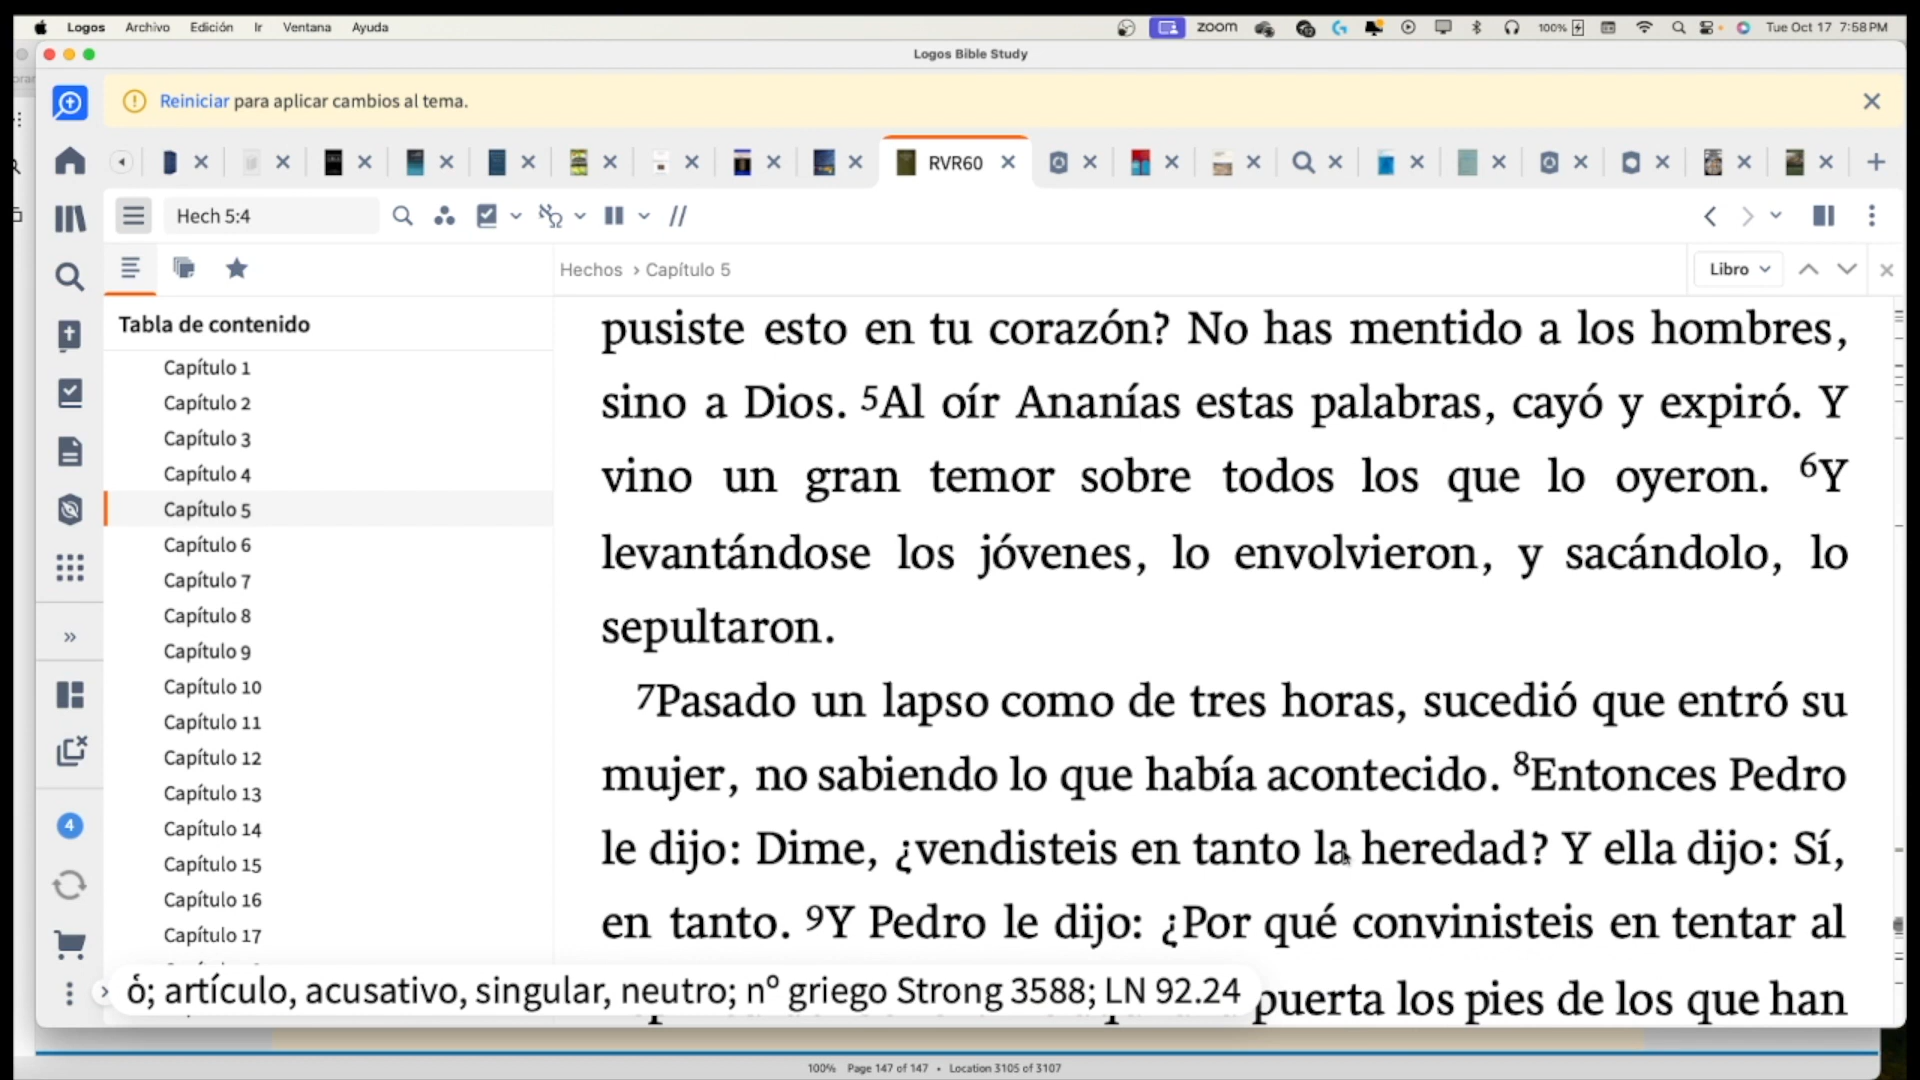 Logos Archivo Edición Ir Ventana Ayuda zoom 100% Tue Oct 17 7:58 PM
Logos Bible Study
Reiniciar para aplicar cambios al tema.
RVR60
Hech 5:4
Hechos › Capítulo 5 Libro
Tabla de contenido
Capítulo 1
Capítulo 2
Capítulo 3
Capítulo 4
Capítulo 5
Capítulo 6
Capítulo 7
Capítulo 8
Capítulo 9
Capítulo 10
Capítulo 11
Capítulo 12
Capítulo 13
Capítulo 14
Capítulo 15
Capítulo 16
Capítulo 17
4
pusiste esto en tu corazón? No has mentido a los hombres,
sino a Dios. 5Al oír Ananías estas palabras, cayó y expiró. Y
vino un gran temor sobre todos los que lo oyeron. 6Y
levantándose los jóvenes, lo envolvieron, y sacándolo, lo
sepultaron.
7Pasado un lapso como de tres horas, sucedió que entró su
mujer, no sabiendo lo que había acontecido. 8Entonces Pedro
le dijo: Dime, ¿vendisteis en tanto la heredad? Y ella dijo: Sí,
en tanto. 9Y Pedro le dijo: ¿Por qué convinisteis en tentar al
puerta los pies de los que han
ὁ; artículo, acusativo, singular, neutro; nº griego Strong 3588; LN 92.24
100% Page 147 of 147 • Location 3105 of 3107